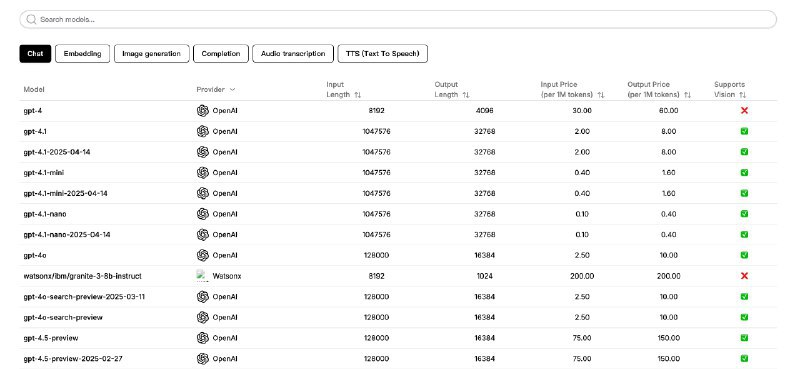 Search models...
Chat Embedding Image generation Completion Audio transcription TTS (Text To Speech)
Model Provider Input Length Output Length Input Price (per 1M tokens) Output Price (per 1M tokens) Supports Vision
gpt-4 OpenAI 8192 4096 30.00 60.00
gpt-4.1 OpenAI 1047576 32768 2.00 8.00
gpt-4.1-2025-04-14 OpenAI 1047576 32768 2.00 8.00
gpt-4.1-mini OpenAI 1047576 32768 0.40 1.60
gpt-4.1-mini-2025-04-14 OpenAI 1047576 32768 0.40 1.60
gpt-4.1-nano OpenAI 1047576 32768 0.10 0.40
gpt-4.1-nano-2025-04-14 OpenAI 1047576 32768 0.10 0.40
gpt-4o OpenAI 128000 16384 2.50 10.00
watsonx/ibm/granite-3-8b-instruct Watsonx 8192 1024 200.00 200.00
gpt-4o-search-preview-2025-03-11 OpenAI 128000 16384 2.50 10.00
gpt-4o-search-preview OpenAI 128000 16384 2.50 10.00
gpt-4.5-preview OpenAI 128000 16384 75.00 150.00
gpt-4.5-preview-2025-02-27 OpenAI 128000 16384 75.00 150.00